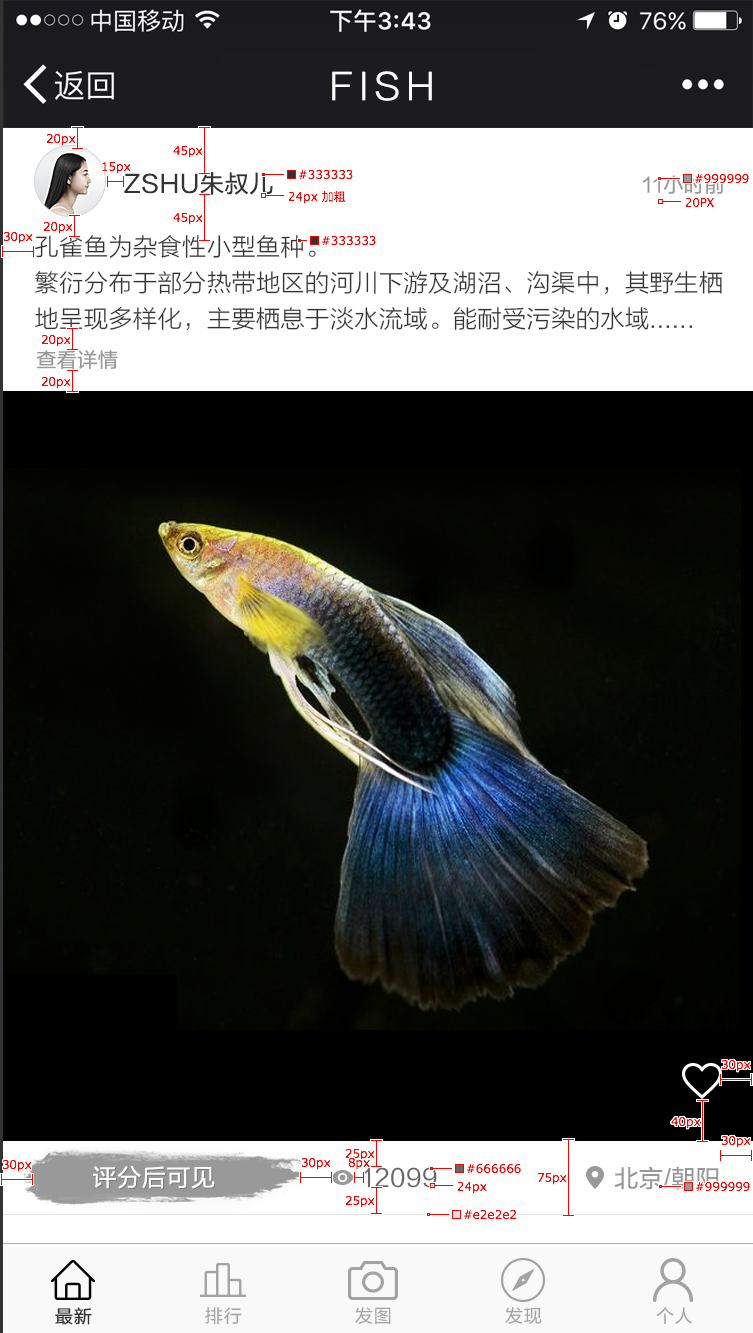 中国移动 下午3:43 76%
返回 FISH
20px 45px
15px ZSHU朱叔儿 #333333 11小时前 #999999
24px 加粗 20PX
20px 45px
30px 孔雀鱼为杂食性小型鱼种。 #333333
繁衍分布于部分热带地区的河川下游及湖沼、沟渠中，其野生栖
地呈现多样化，主要栖息于淡水流域。能耐受污染的水域……
20px
查看详情
20px
30px
40px
30px 评分后可见 30px 25px 8px 12099 #666666 24px 25px 75px 北京/朝阳 30px #999999
#e2e2e2
最新 排行 发图 发现 个人